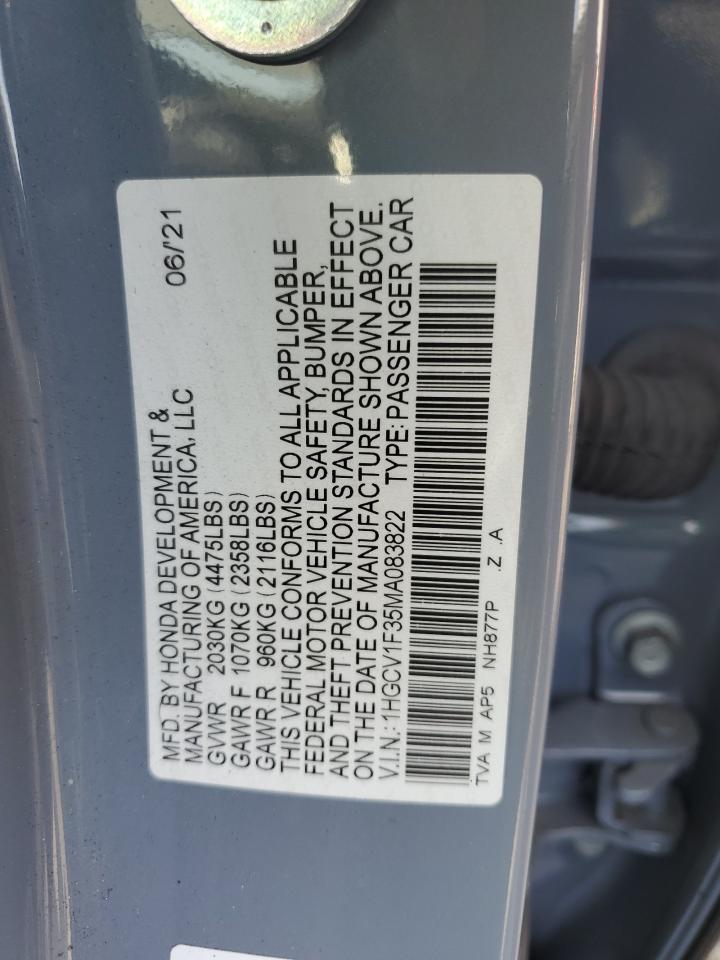 MFD. BY HONDA DEVELOPMENT &
MANUFACTURING OF AMERICA, LLC 06/'21
GVWR 2030KG (4475LBS)
GAWR F 1070KG (2358LBS)
GAWR R 960KG (2116LBS)
THIS VEHICLE CONFORMS TO ALL APPLICABLE
FEDERAL MOTOR VEHICLE SAFETY, BUMPER,
AND THEFT PREVENTION STANDARDS IN EFFECT
ON THE DATE OF MANUFACTURE SHOWN ABOVE.
V.I.N.: 1HGCV1F35MA083822 TYPE: PASSENGER CAR
TVA M AP5 NH877P .Z .A